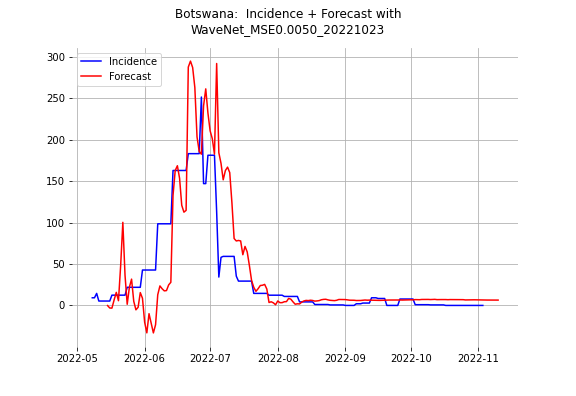 Botswana:  Incidence + Forecast with
WaveNet_MSE0.0050_20221023
Incidence
Forecast
300
250
200
150
100
50
0
2022-05 2022-06 2022-07 2022-08 2022-09 2022-10 2022-11